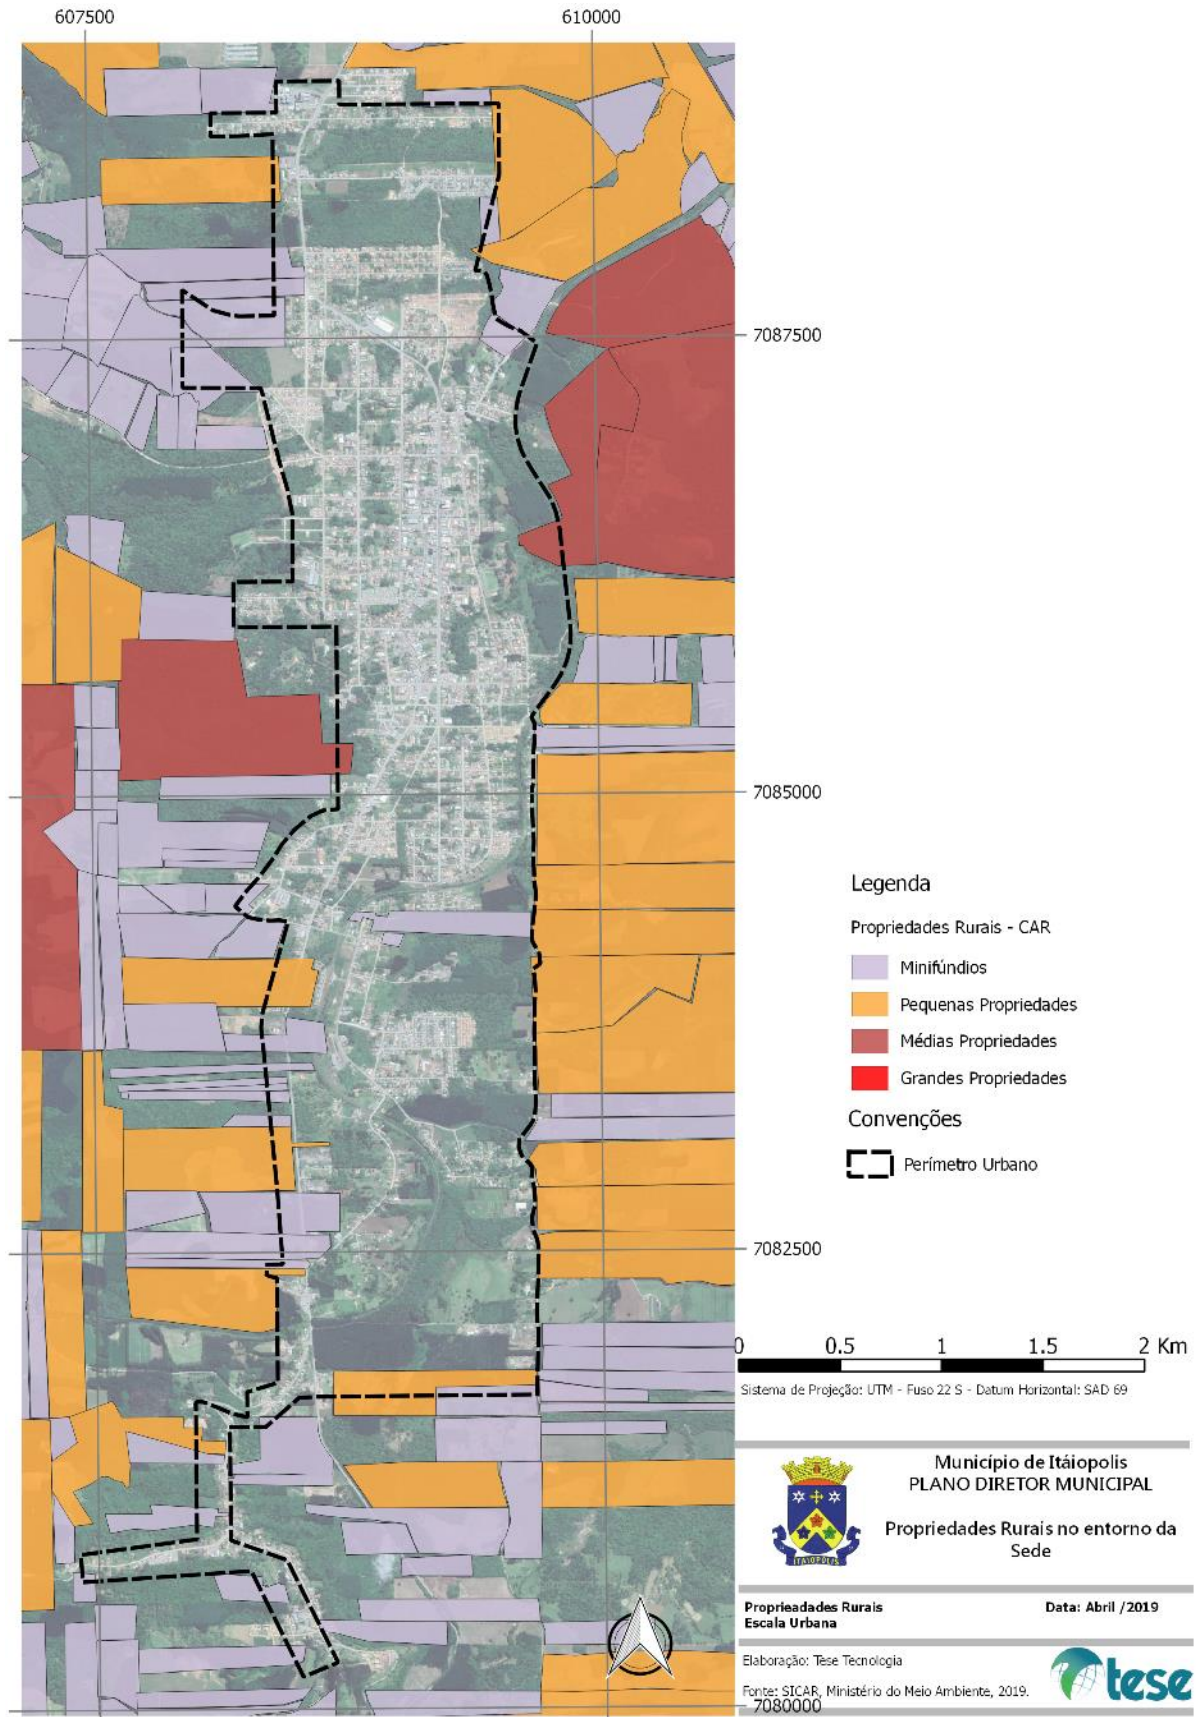 607500
610000
7087500
7085000
Legenda
Propriedades Rurais - CAR
Minifúndios
Pequenas Propriedades
Médias Propriedades
Grandes Propriedades
Convenções
Perímetro Urbano
7082500
0 0.5 1 1.5 2 Km
Sistema de Projeção: UTM - Fuso 22 S - Datum Horizontal: SAD 69
Município de Itáiopolis
PLANO DIRETOR MUNICIPAL
Propriedades Rurais no entorno da
Sede
ITAIÓPOLIS
Proprieadades Rurais
Escala Urbana
Data: Abril /2019
Elaboração: Tese Tecnologia
Fonte: SICAR, Ministério do Meio Ambiente, 2019.
tese
7080000